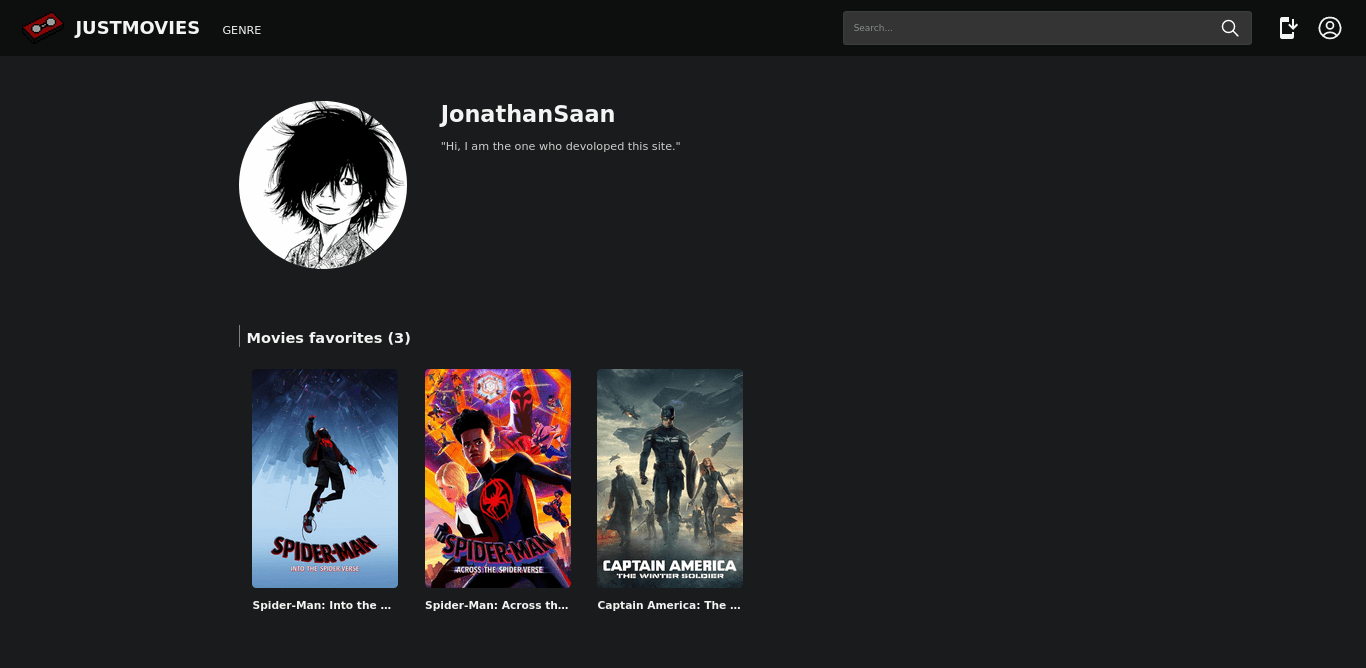 JUSTMOVIES
GENRE
Search...
JonathanSaan
"Hi, I am the one who devoloped this site."
Movies favorites (3)
SPIDER-MAN
INTO THE SPIDER-VERSE
SPIDER-MAN
ACROSS THE SPIDER-VERSE
CAPTAIN AMERICA
THE WINTER SOLDIER
Spider-Man: Into the ...
Spider-Man: Across th...
Captain America: The ...